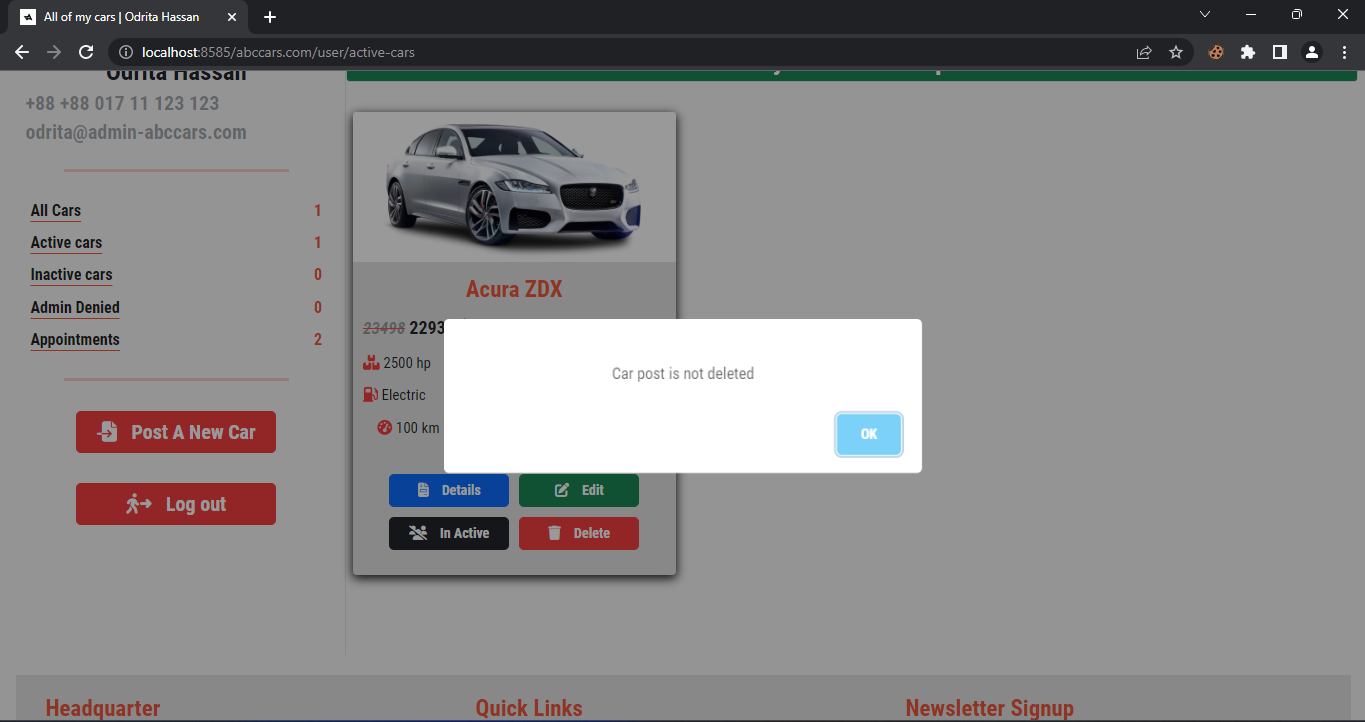 All of my cars | Odrita Hassan
localhost:8585/abccars.com/user/active-cars
Odrita Hassan
+88 +88 017 11 123 123
odrita@admin-abccars.com
All Cars 1
Active cars 1
Inactive cars 0
Admin Denied 0
Appointments 2
Post A New Car
Log out
Acura ZDX
23498 2293
2500 hp
Electric
100 km
Car post is not deleted
OK
Details
Edit
In Active
Delete
Headquarter
Quick Links
Newsletter Signup